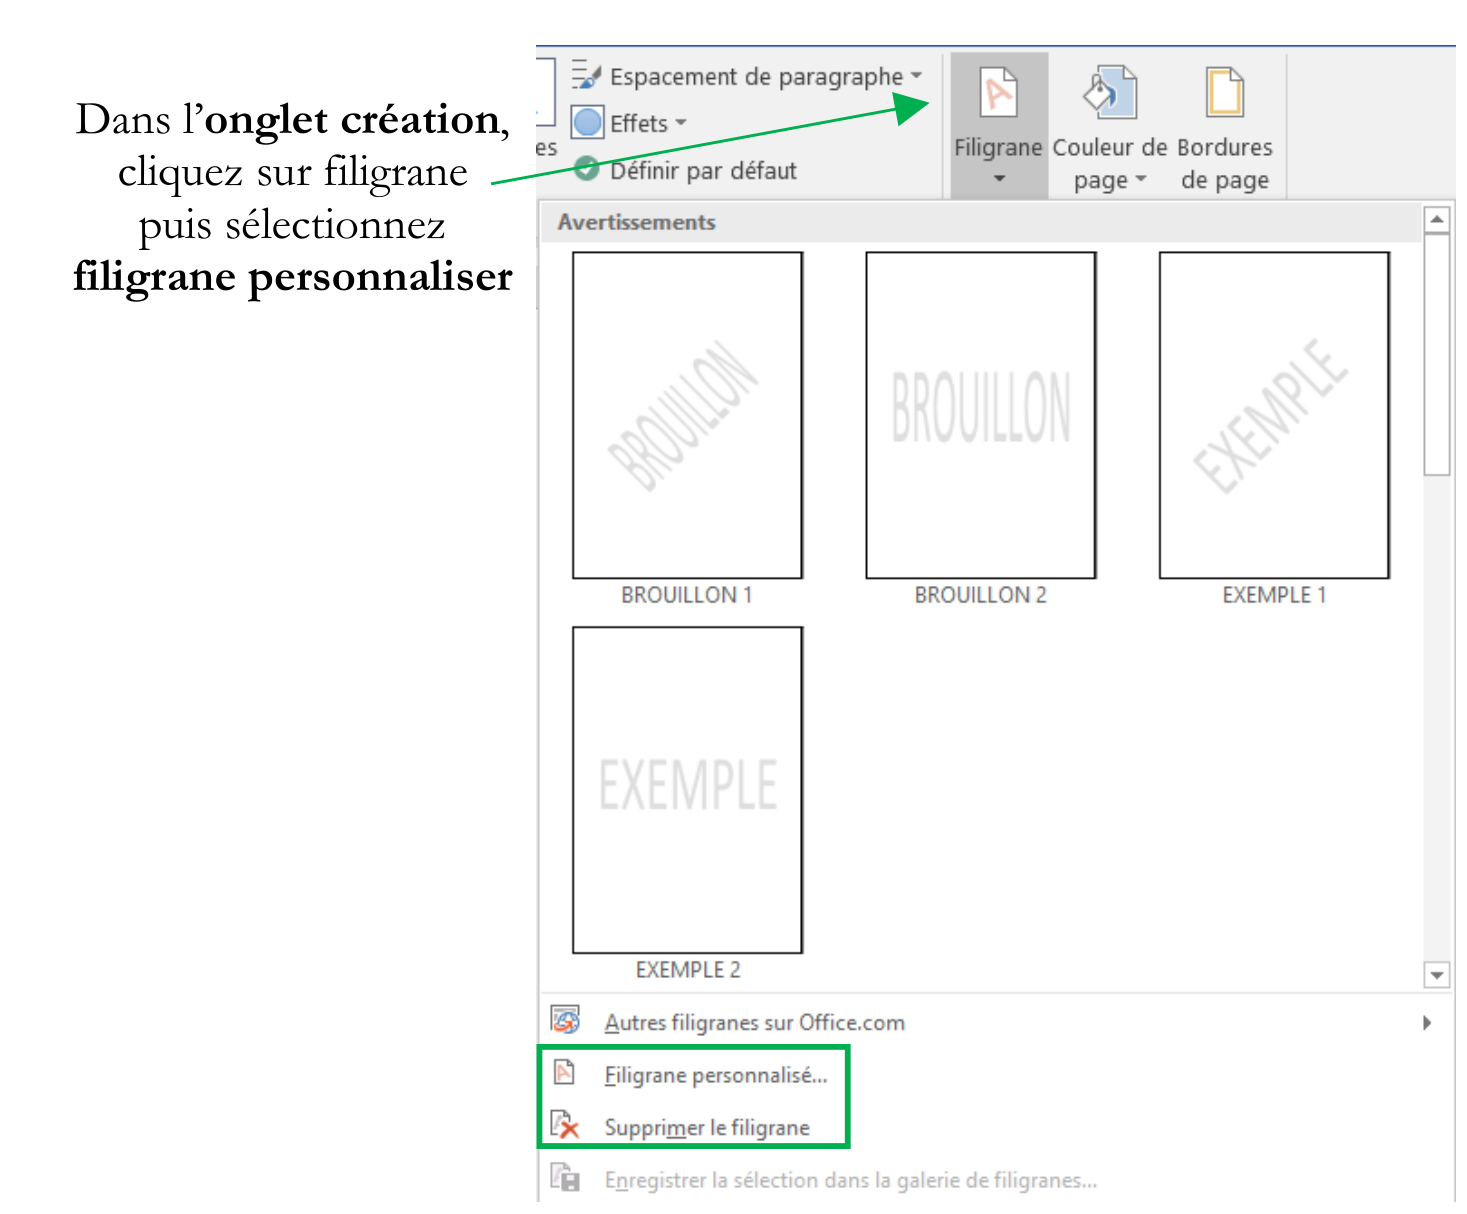 Dans l'onglet création,
cliquez sur filigrane
puis sélectionnez
filigrane personnaliser
Espacement de paragraphe
Effets
es
Définir par défaut
Filigrane
Couleur de
page
Bordures
de page
Avertissements
BROUILLON
BROUILLON
EXEMPLE
BROUILLON 1
BROUILLON 2
EXEMPLE 1
EXEMPLE
EXEMPLE 2
Autres filigranes sur Office.com
Filigrane personnalisé...
Supprimer le filigrane
Enregistrer la sélection dans la galerie de filigranes...